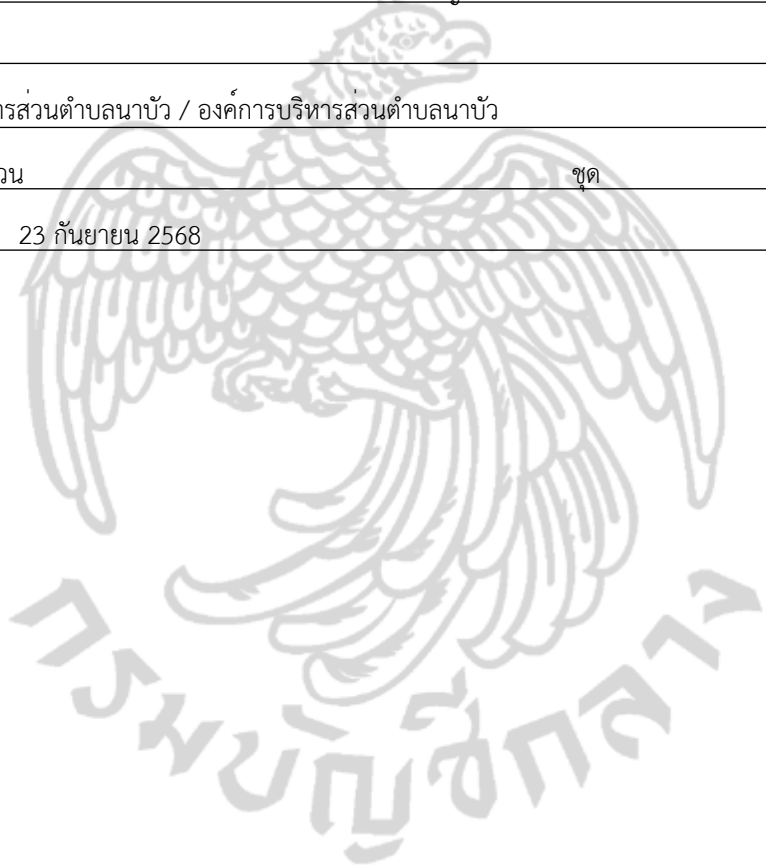 ารส่วนตำบลนาบัว / องค์การบริหารส่วนตำบลนาบัว
วน ชุด
23 กันยายน 2568
กรมบัญชีกลาง